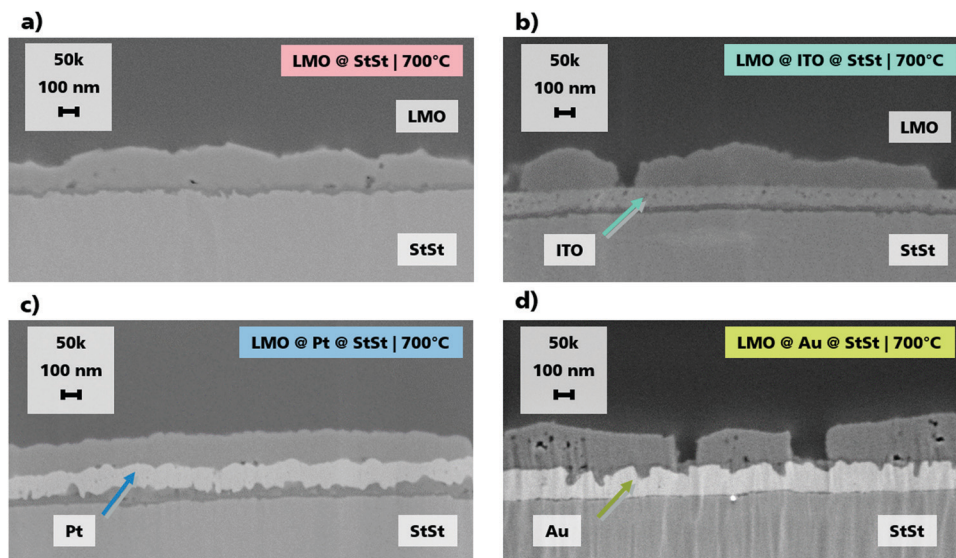 a)
50k
100 nm
LMO @ StSt | 700°C
LMO
StSt
b)
50k
100 nm
LMO @ ITO @ StSt | 700°C
LMO
ITO
StSt
c)
50k
100 nm
LMO @ Pt @ StSt | 700°C
Pt
StSt
d)
50k
100 nm
LMO @ Au @ StSt | 700°C
Au
StSt